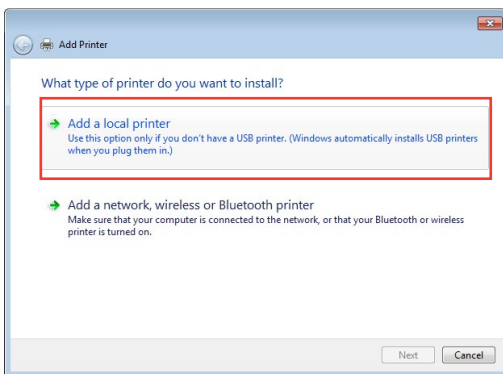 Add Printer
What type of printer do you want to install?
Add a local printer
Use this option only if you don't have a USB printer. (Windows automatically installs USB printers
when you plug them in.)
Add a network, wireless or Bluetooth printer
Make sure that your computer is connected to the network, or that your Bluetooth or wireless
printer is turned on.
Next
Cancel